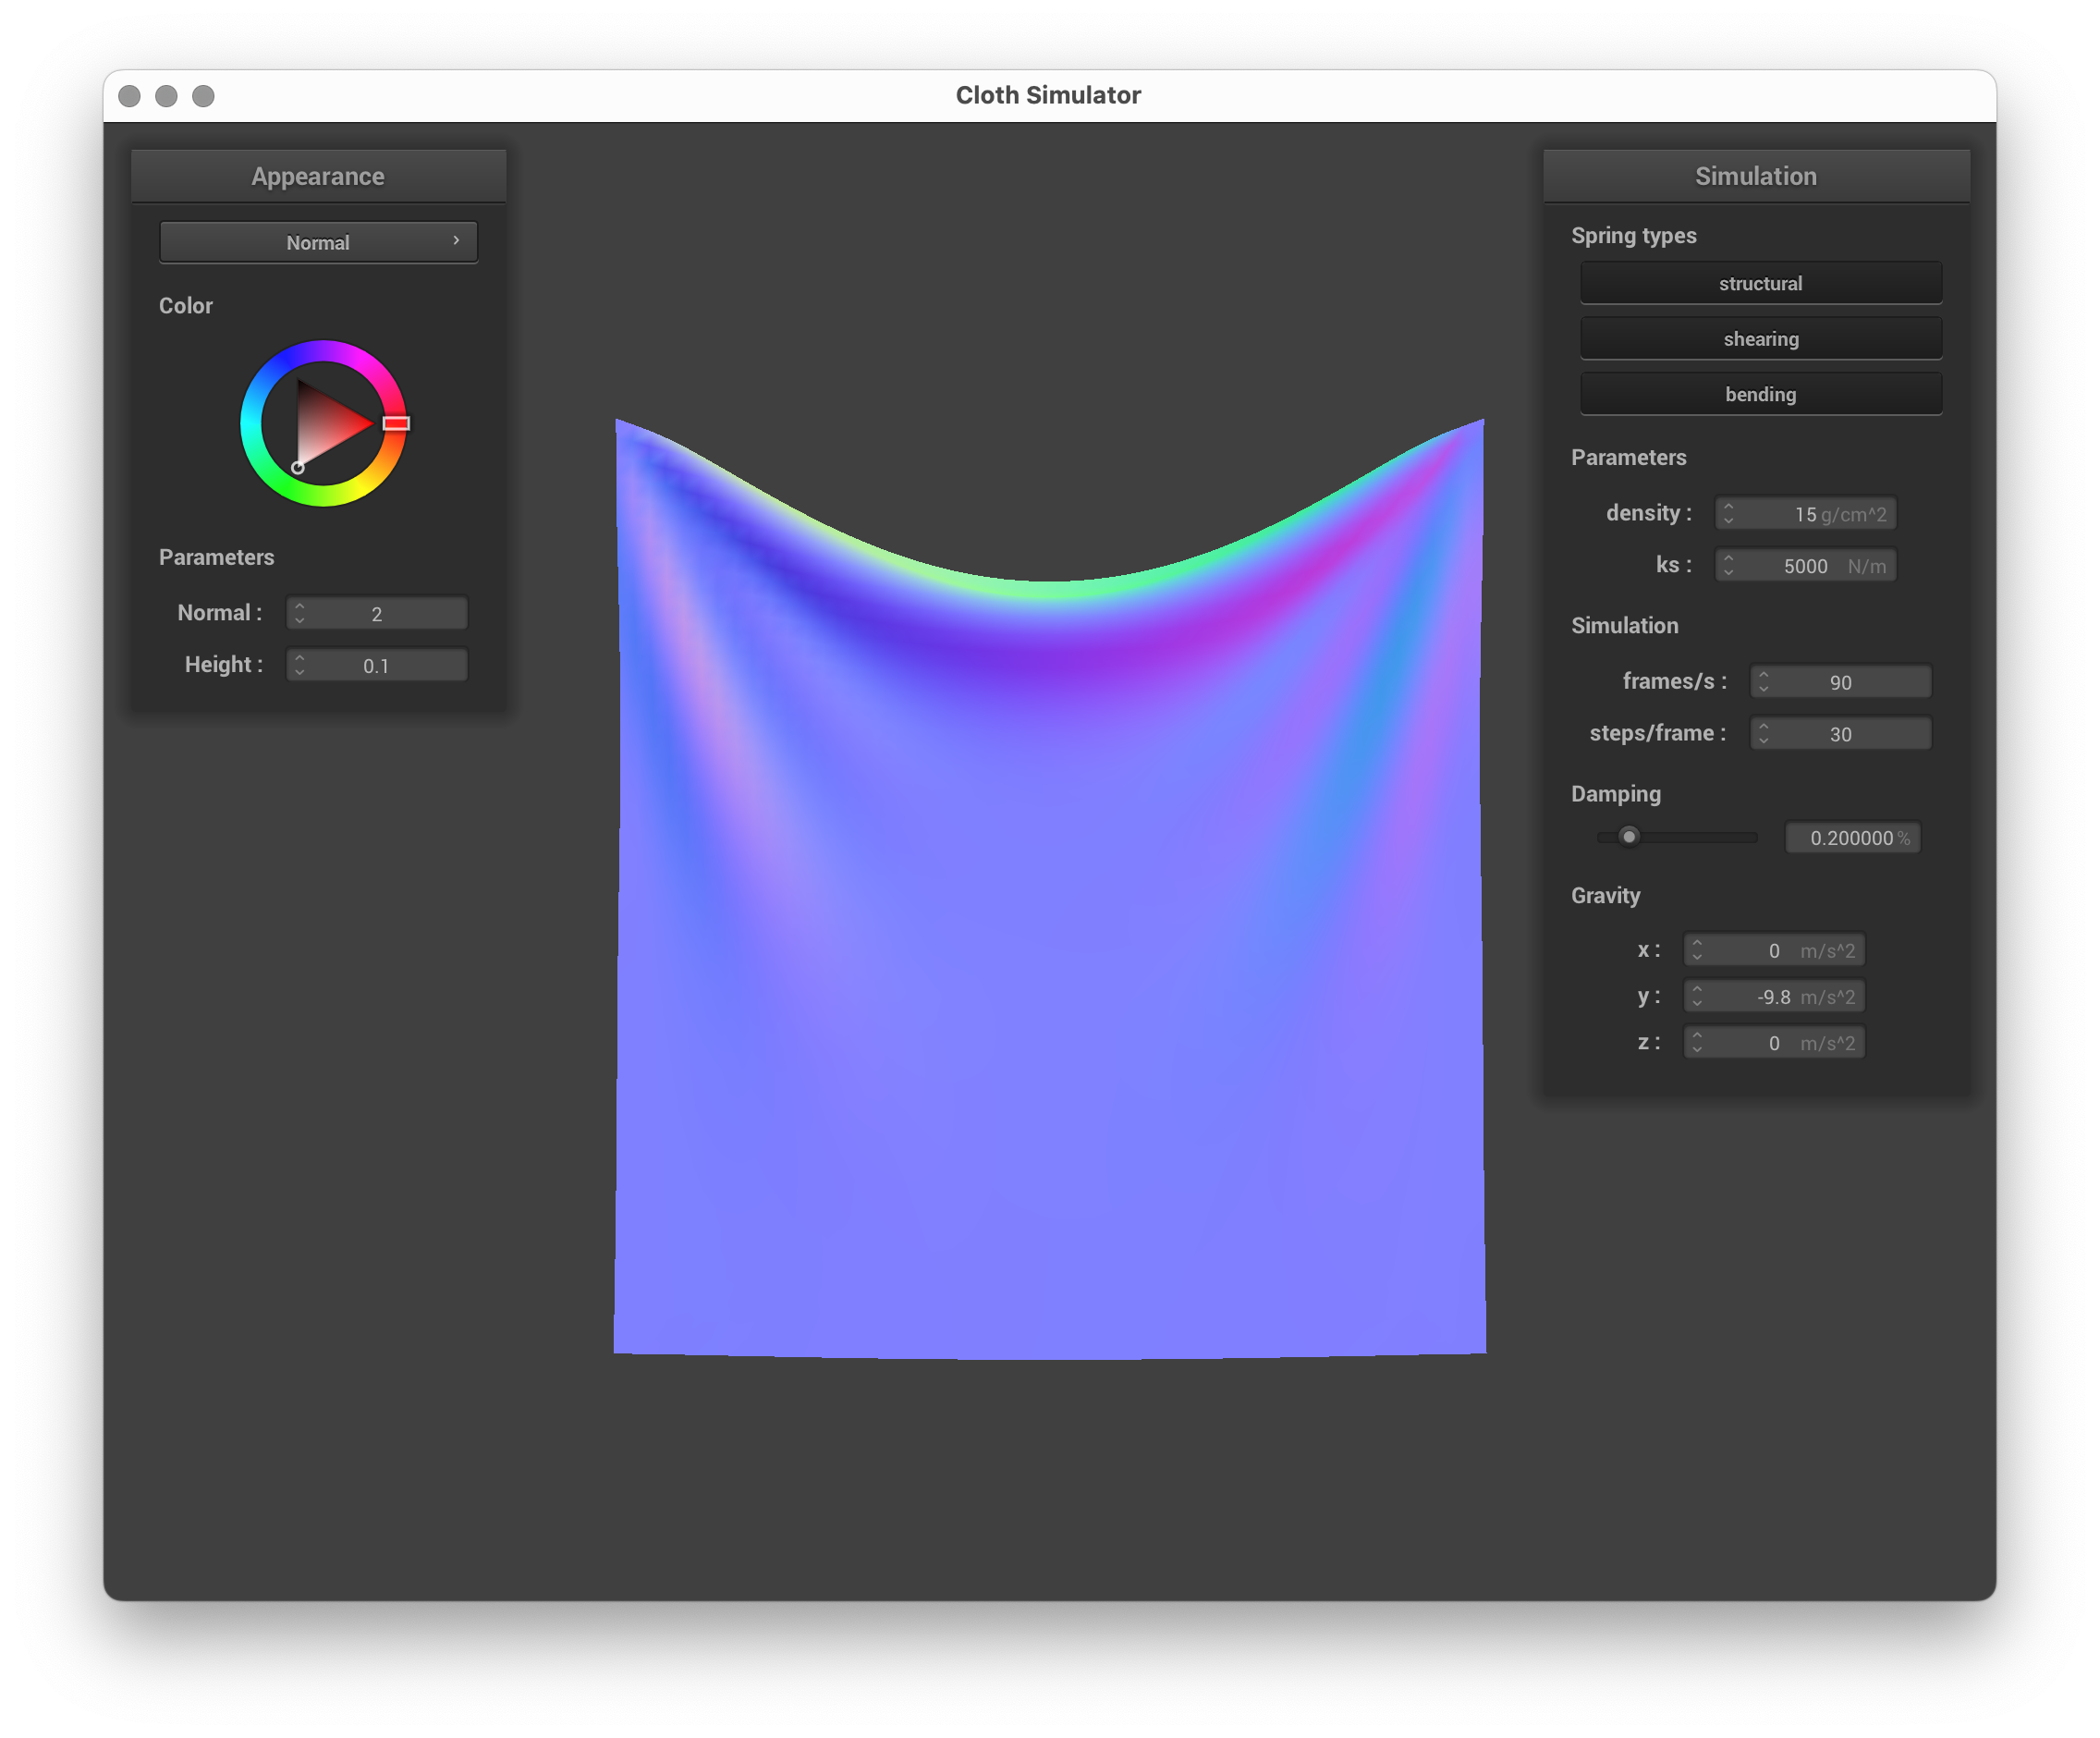 Cloth Simulator
Appearance
Normal
Color
Parameters
Normal : 2
Height : 0.1
Simulation
Spring types
structural
shearing
bending
Parameters
density : 15 g/cm^2
ks : 5000 N/m
Simulation
frames/s : 90
steps/frame : 30
Damping
0.200000 %
Gravity
x : 0 m/s^2
y : -9.8 m/s^2
z : 0 m/s^2